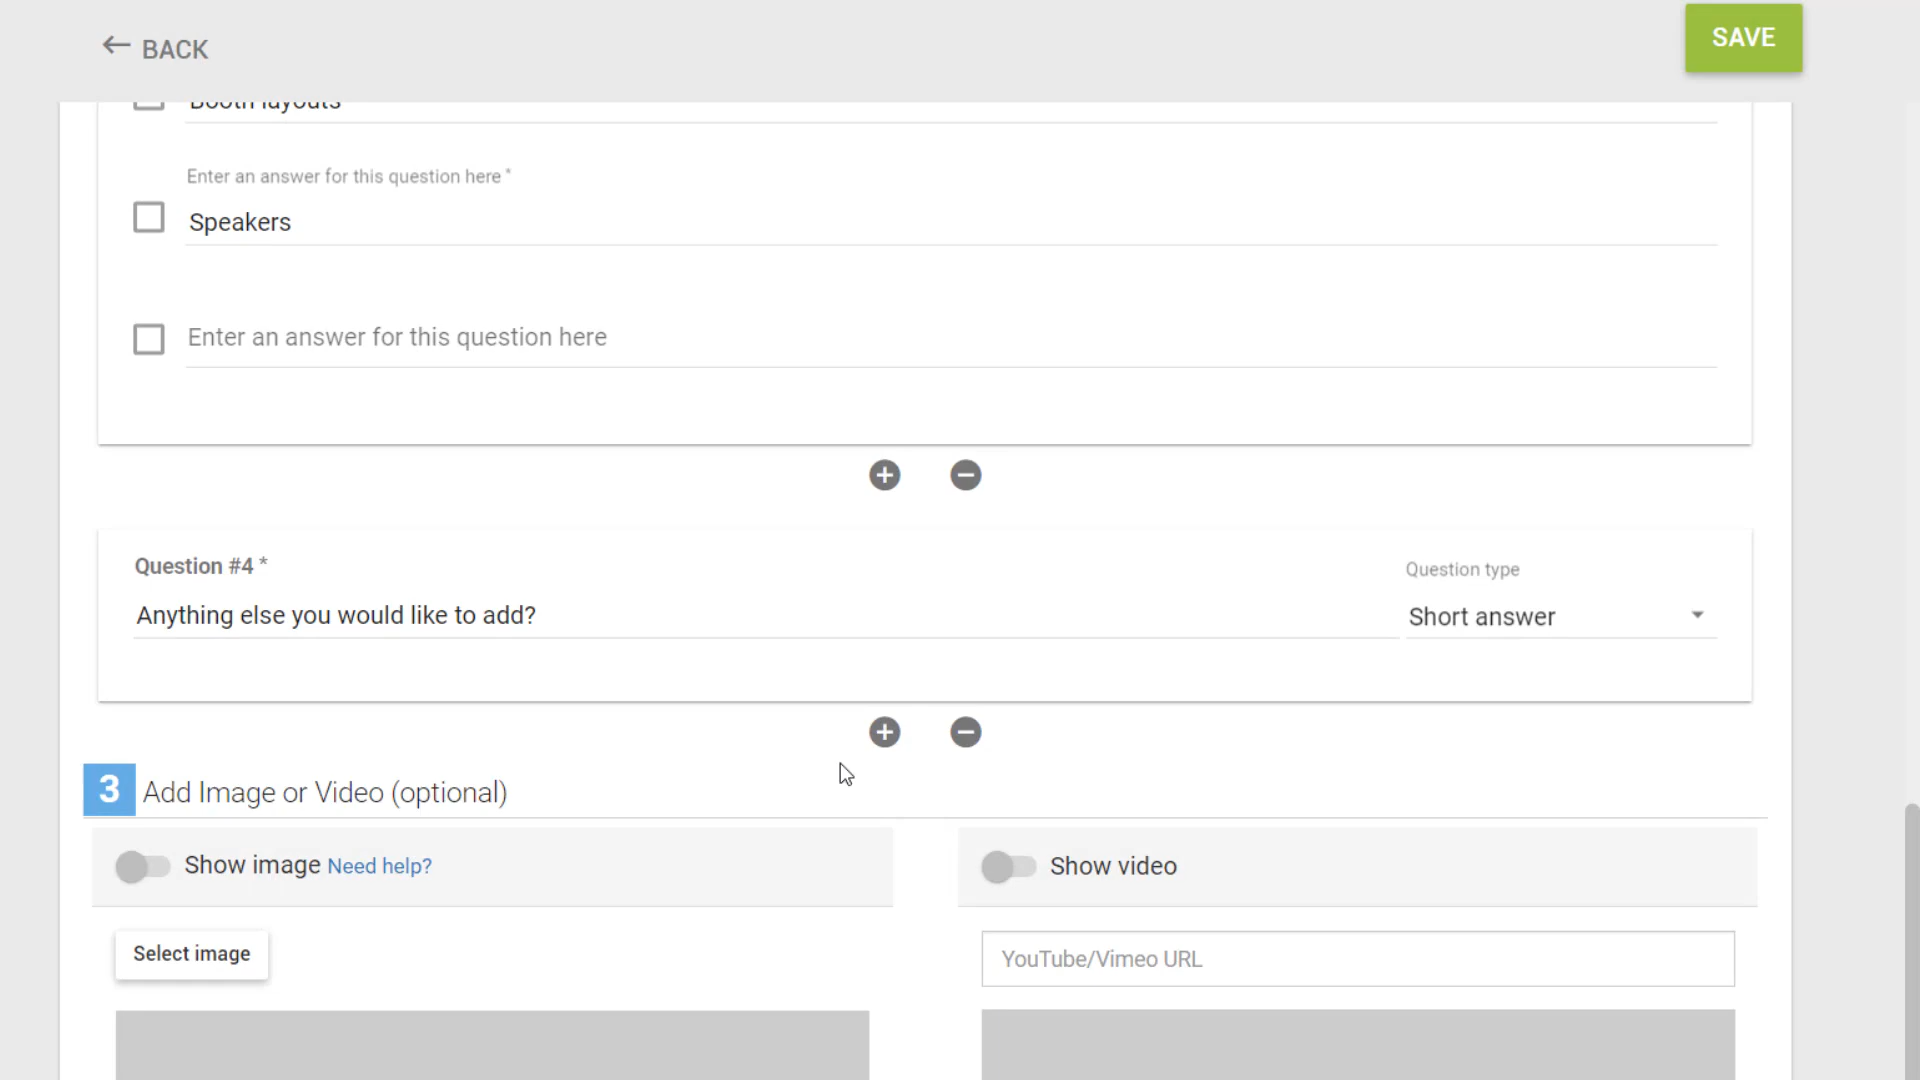 BACK
SAVE
Booth layouts
Enter an answer for this question here *
Speakers
Enter an answer for this question here
Question #4 *
Question type
Anything else you would like to add?
Short answer
3 Add Image or Video (optional)
Show image Need help?
Show video
Select image
YouTube/Vimeo URL